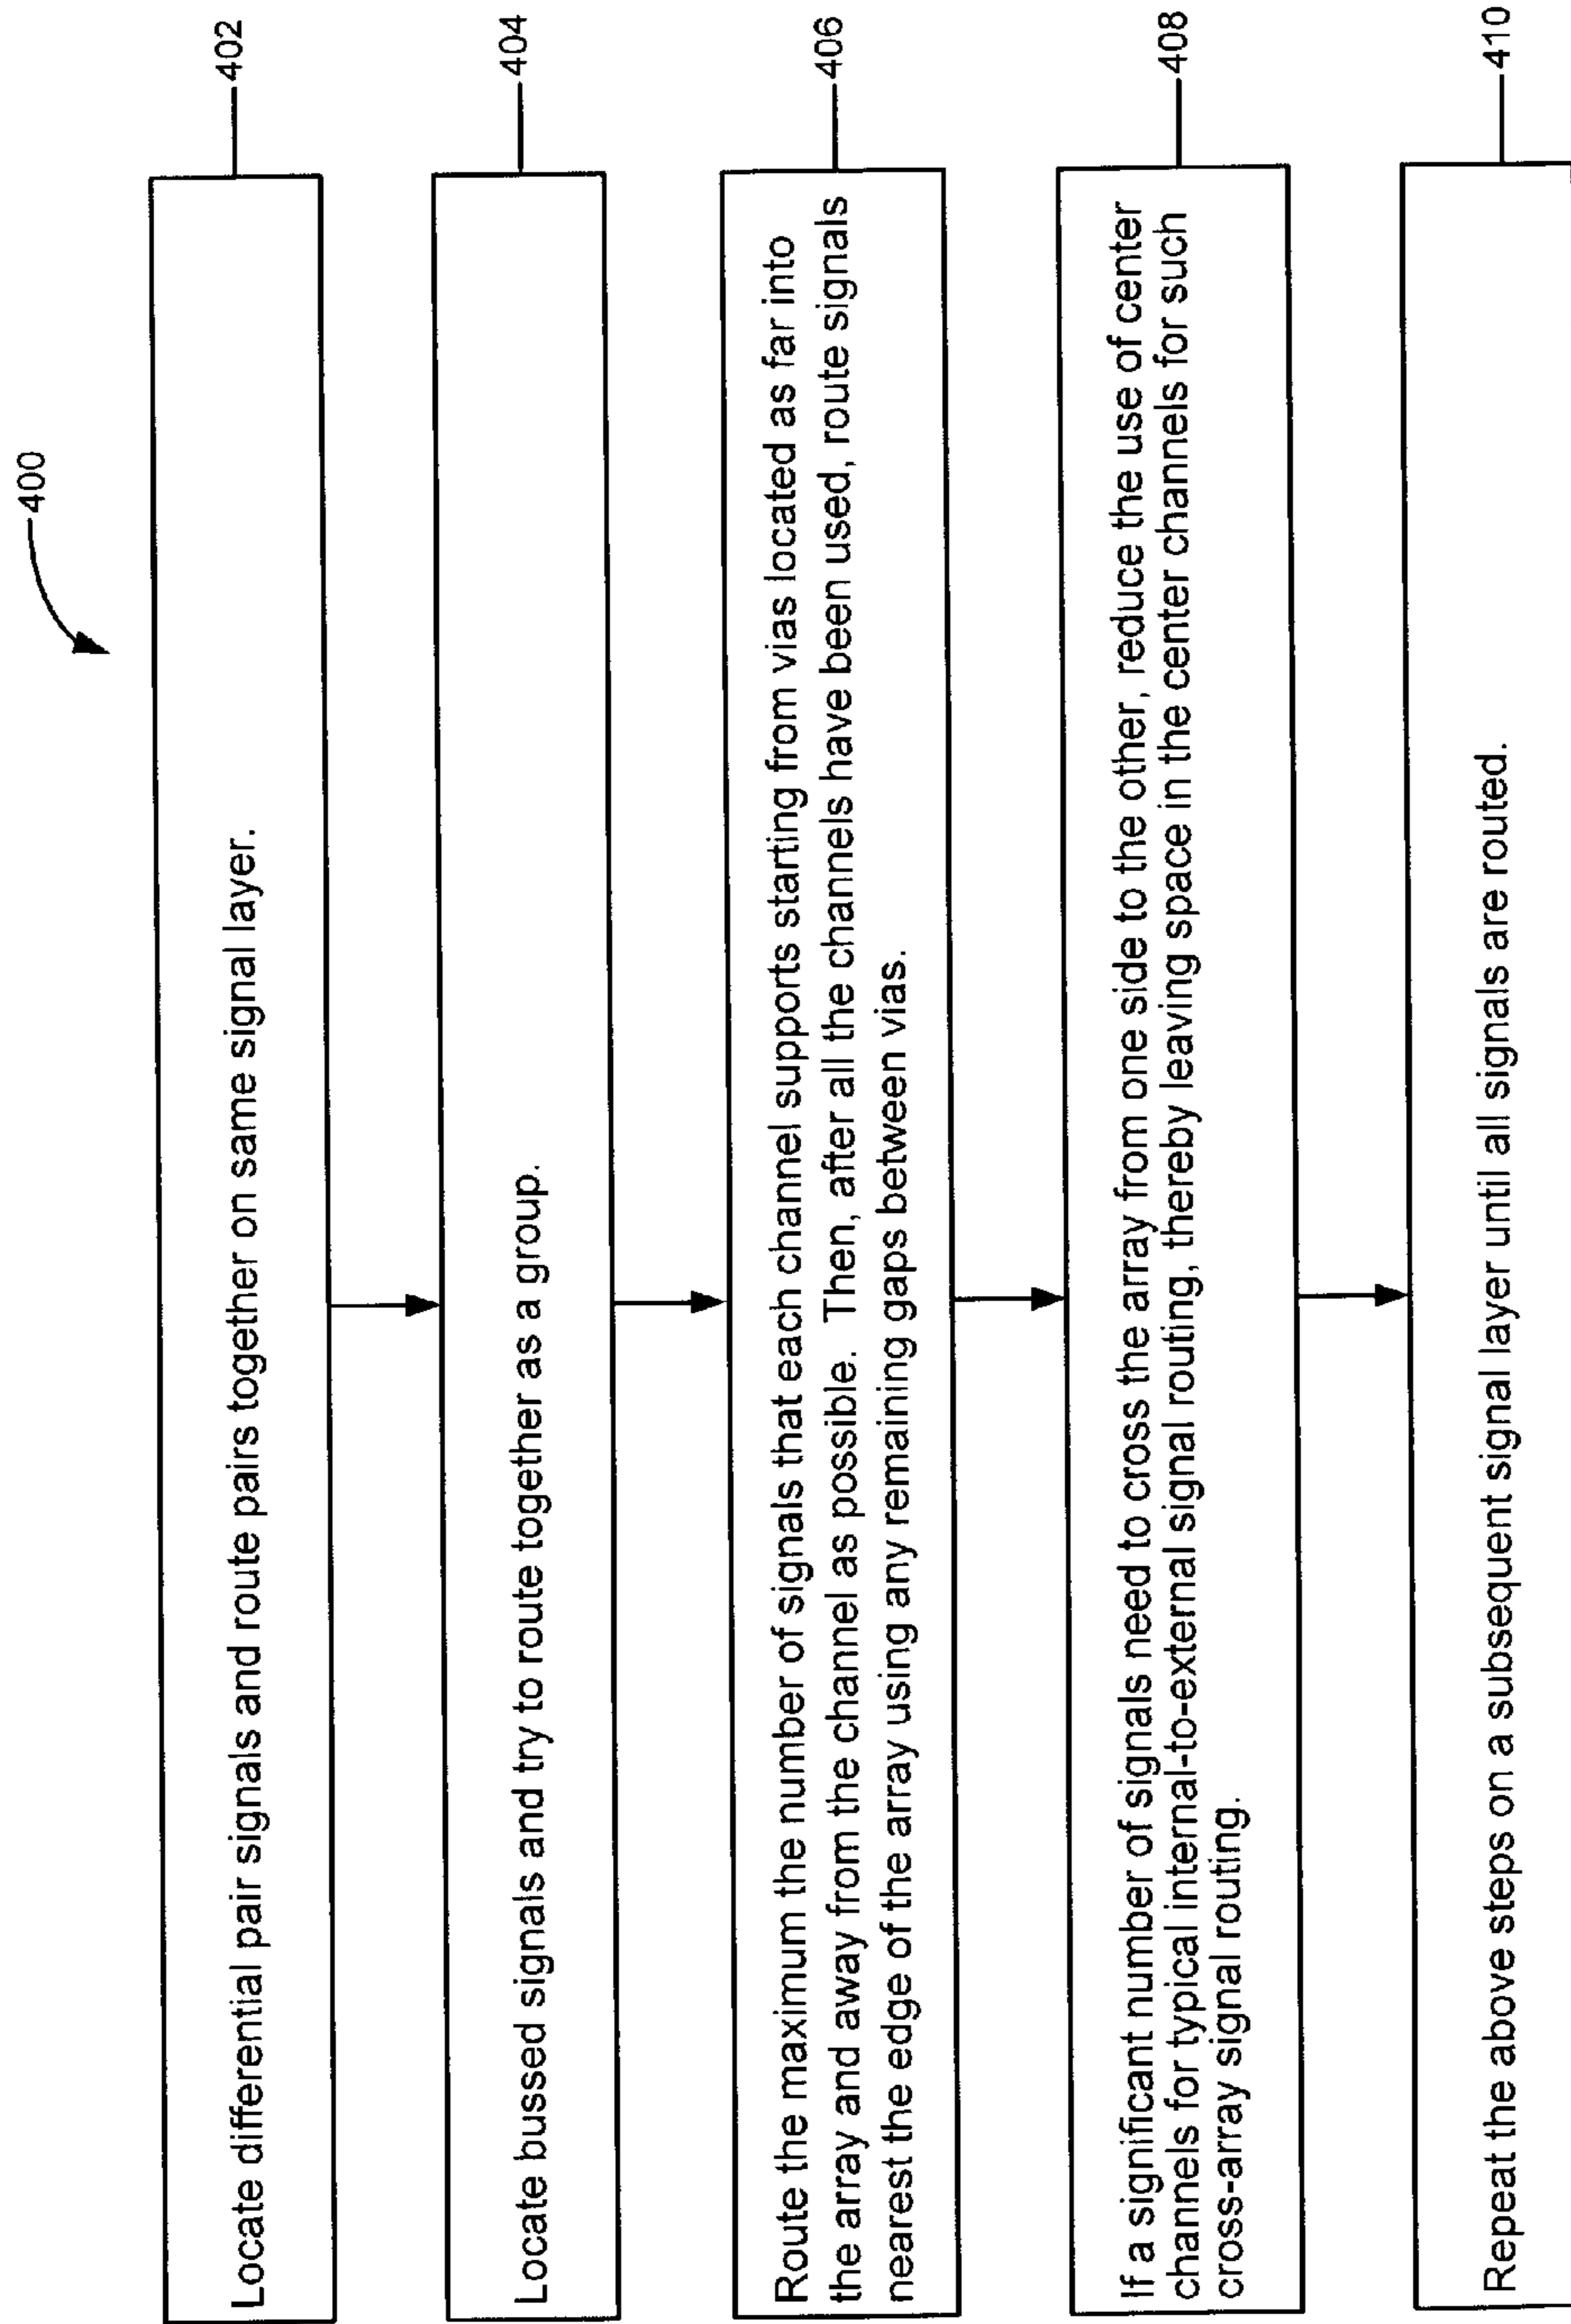 400
Locate differential pair signals and route pairs together on same signal layer.
402
Locate bussed signals and try to route together as a group.
404
Route the maximum the number of signals that each channel supports starting from vias located as far into
the array and away from the channel as possible. Then, after all the channels have been used, route signals
nearest the edge of the array using any remaining gaps between vias.
406
If a significant number of signals need to cross the array from one side to the other, reduce the use of center
channels for typical internal-to-external signal routing, thereby leaving space in the center channels for such
cross-array signal routing.
408
Repeat the above steps on a subsequent signal layer until all signals are routed.
410